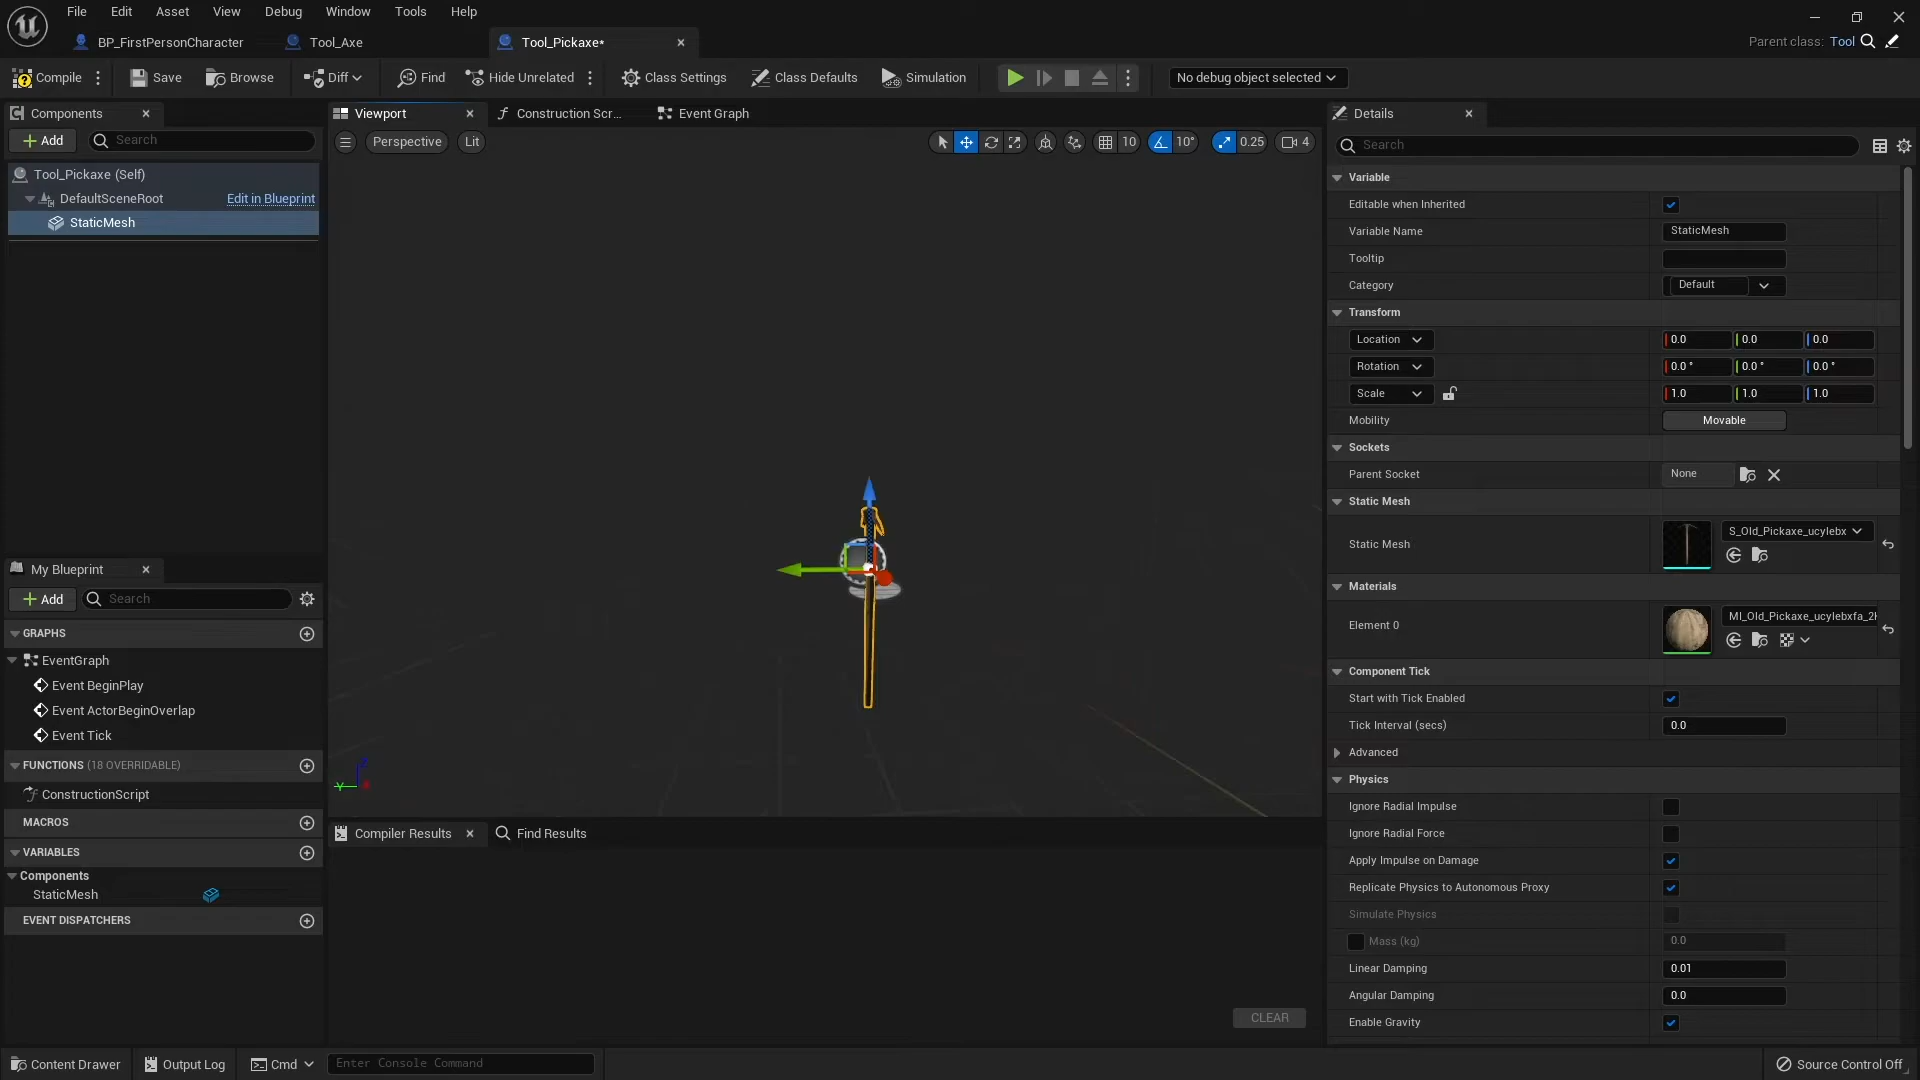 File Edit Asset View Debug Window Tools Help
BP_FirstPersonCharacter Tool_Axe Tool_Pickaxe* Parent class: Tool
Compile Save Browse Diff Find Hide Unrelated Class Settings Class Defaults Simulation No debug object selected
Components
Add Search
Tool_Pickaxe (Self)
DefaultSceneRoot Edit in Blueprint
StaticMesh
My Blueprint
Add Search
GRAPHS
EventGraph
Event BeginPlay
Event ActorBeginOverlap
Event Tick
FUNCTIONS (18 OVERRIDABLE)
ConstructionScript
MACROS
VARIABLES
Components
StaticMesh
EVENT DISPATCHERS
Viewport Construction Scr... Event Graph
Perspective Lit 10 10° 0.25 4
Z
Y
Compiler Results Find Results
CLEAR
Details
Search
Variable
Editable when Inherited
Variable Name StaticMesh
Tooltip
Category Default
Transform
Location 0.0 0.0 0.0
Rotation 0.0 ° 0.0 ° 0.0 °
Scale 1.0 1.0 1.0
Mobility Movable
Sockets
Parent Socket None
Static Mesh
Static Mesh S_Old_Pickaxe_ucylebx
Materials
Element 0 MI_Old_Pickaxe_ucylebxfa_2
Component Tick
Start with Tick Enabled
Tick Interval (secs) 0.0
Advanced
Physics
Ignore Radial Impulse
Ignore Radial Force
Apply Impulse on Damage
Replicate Physics to Autonomous Proxy
Simulate Physics
Mass (kg) 0.0
Linear Damping 0.01
Angular Damping 0.0
Enable Gravity
Content Drawer Output Log Cmd Enter Console Command Source Control Off